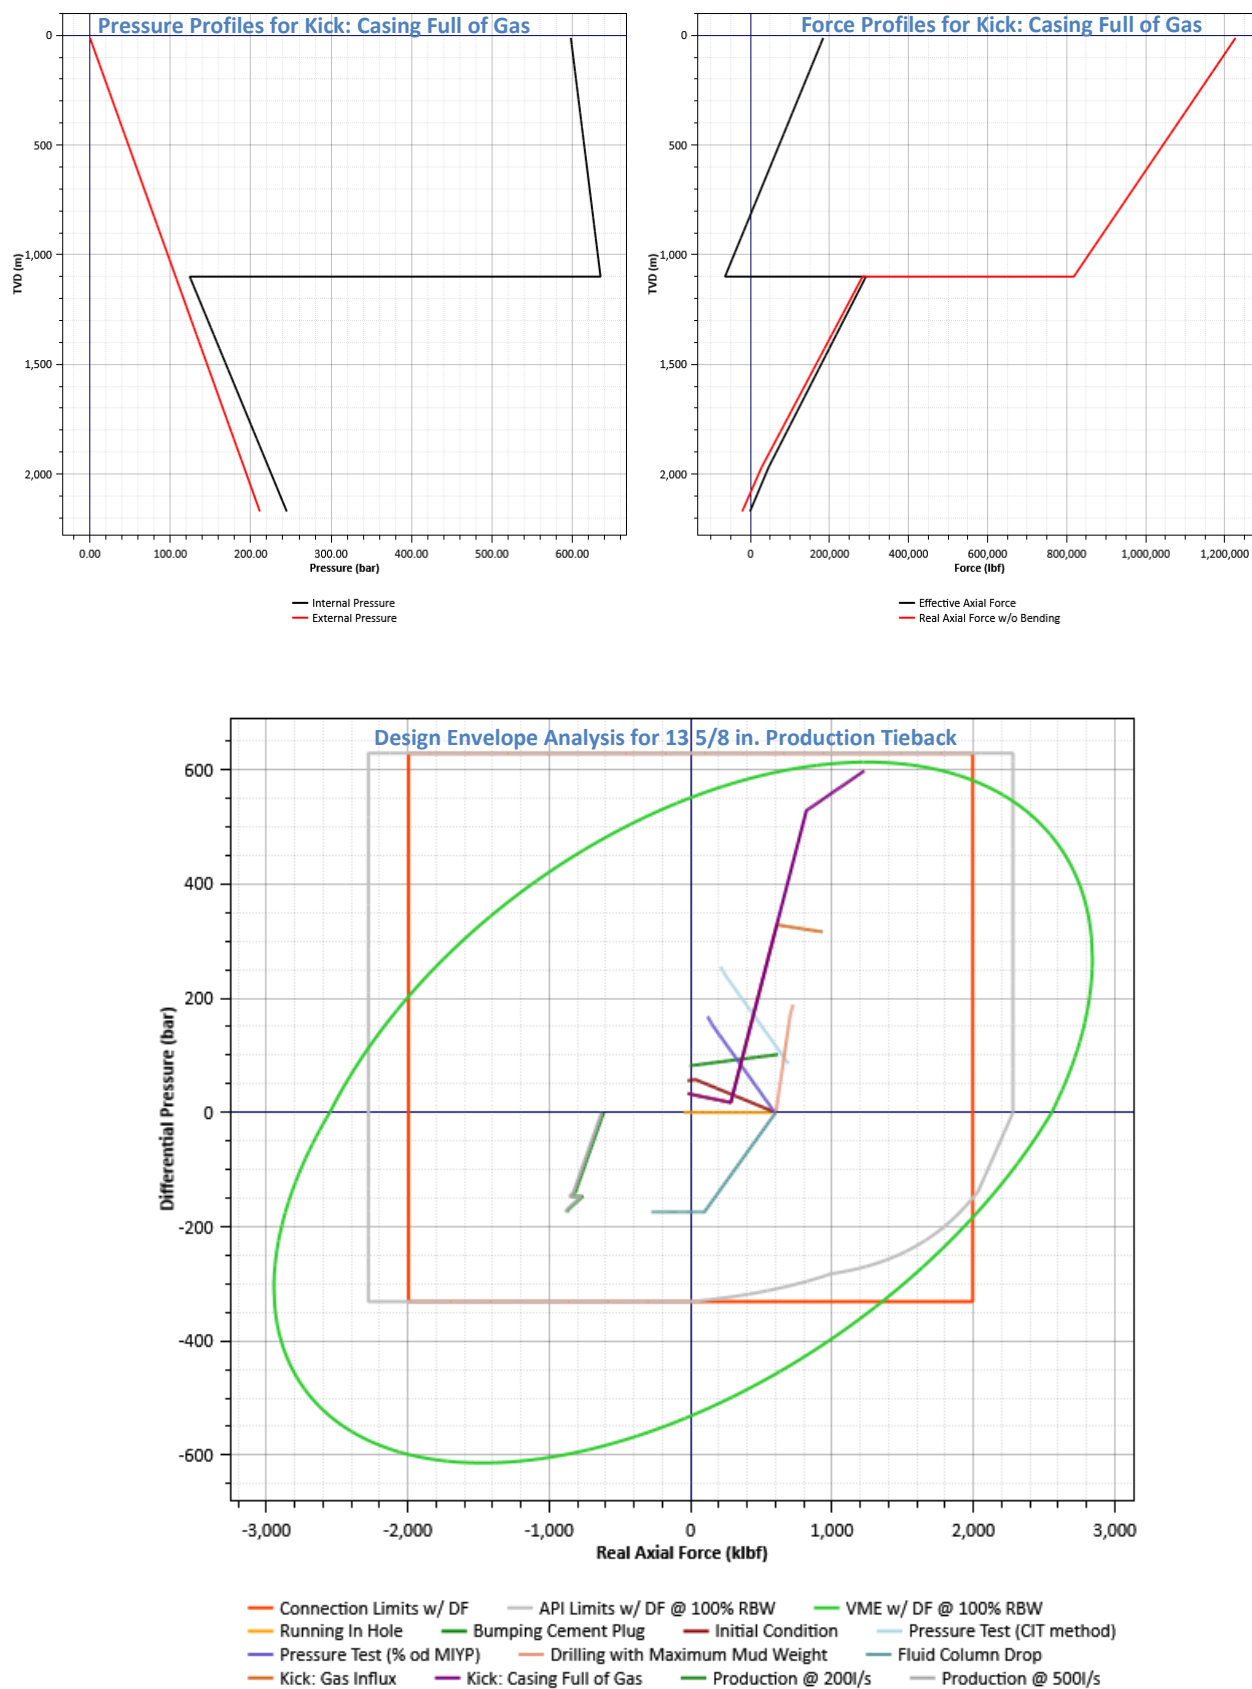 Pressure Profiles for Kick: Casing Full of Gas
0
500
1,000
1,500
2,000
TVD (m)
0.00
100.00
200.00
300.00
400.00
500.00
600.00
Pressure (bar)
Internal Pressure
External Pressure
Force Profiles for Kick: Casing Full of Gas
0
500
1,000
1,500
2,000
TVD (m)
0
200,000
400,000
600,000
800,000
1,000,000
1,200,000
Force (lbf)
Effective Axial Force
Real Axial Force w/o Bending
Design Envelope Analysis for 13 5/8 in. Production Tieback
600
400
200
0
-200
-400
-600
Differential Pressure (bar)
-3,000
-2,000
-1,000
0
1,000
2,000
3,000
Real Axial Force (klbf)
Connection Limits w/ DF
API Limits w/ DF @ 100% RBW
VME w/ DF @ 100% RBW
Running In Hole
Bumping Cement Plug
Initial Condition
Pressure Test (CIT method)
Pressure Test (% od MIYP)
Drilling with Maximum Mud Weight
Fluid Column Drop
Kick: Gas Influx
Kick: Casing Full of Gas
Production @ 200l/s
Production @ 500l/s